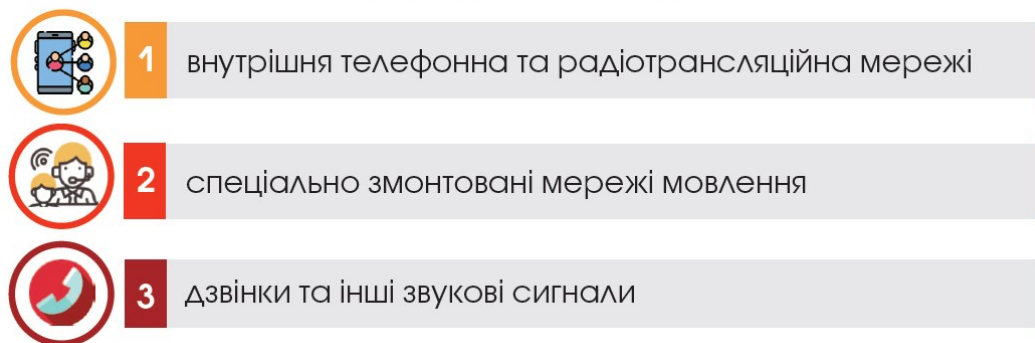 1 внутрішня телефонна та радіотрансляційна мережі
2 спеціально змонтовані мережі мовлення
3 дзвінки та інші звукові сигнали